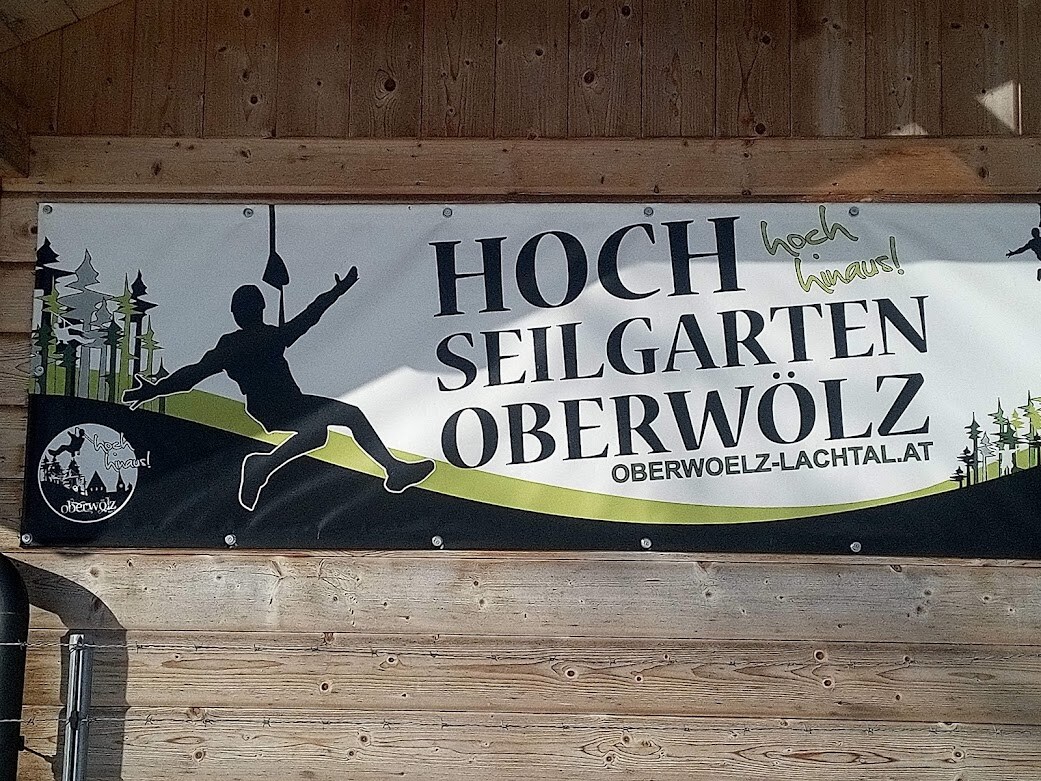 HOCH
hoch
hinaus!
SEILGARTEN
OBERWÖLZ
OBERWOELZ-LACHTAL.AT
hoch
hinaus!
oberwölz